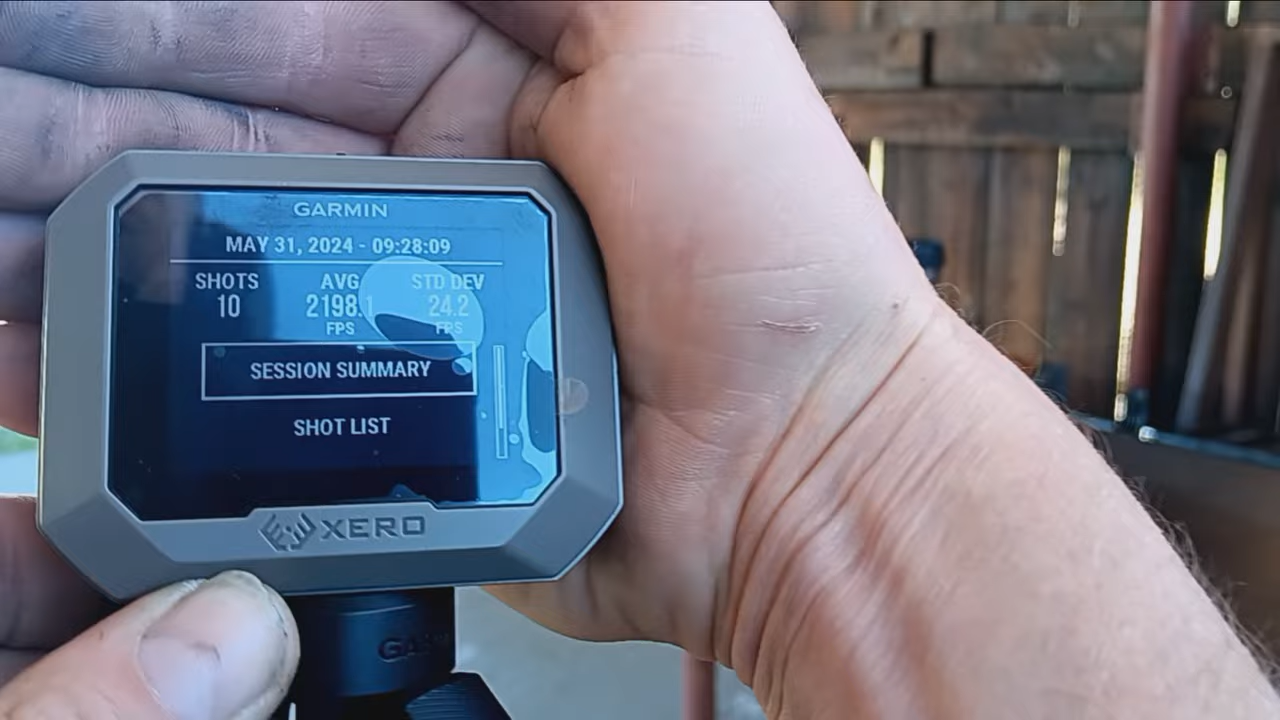 GARMIN
MAY 31, 2024 - 09:28:09
SHOTS AVG STD DEV
10 2198.1 24.2
FPS FPS
SESSION SUMMARY
SHOT LIST
XERO